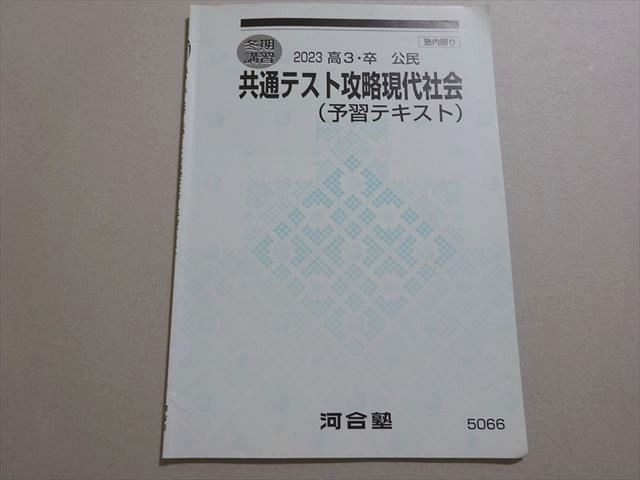 冬期
講習
塾内限り
2023 高3・卒 公民
共通テスト攻略現代社会
(予習テキスト)
河合塾
5066